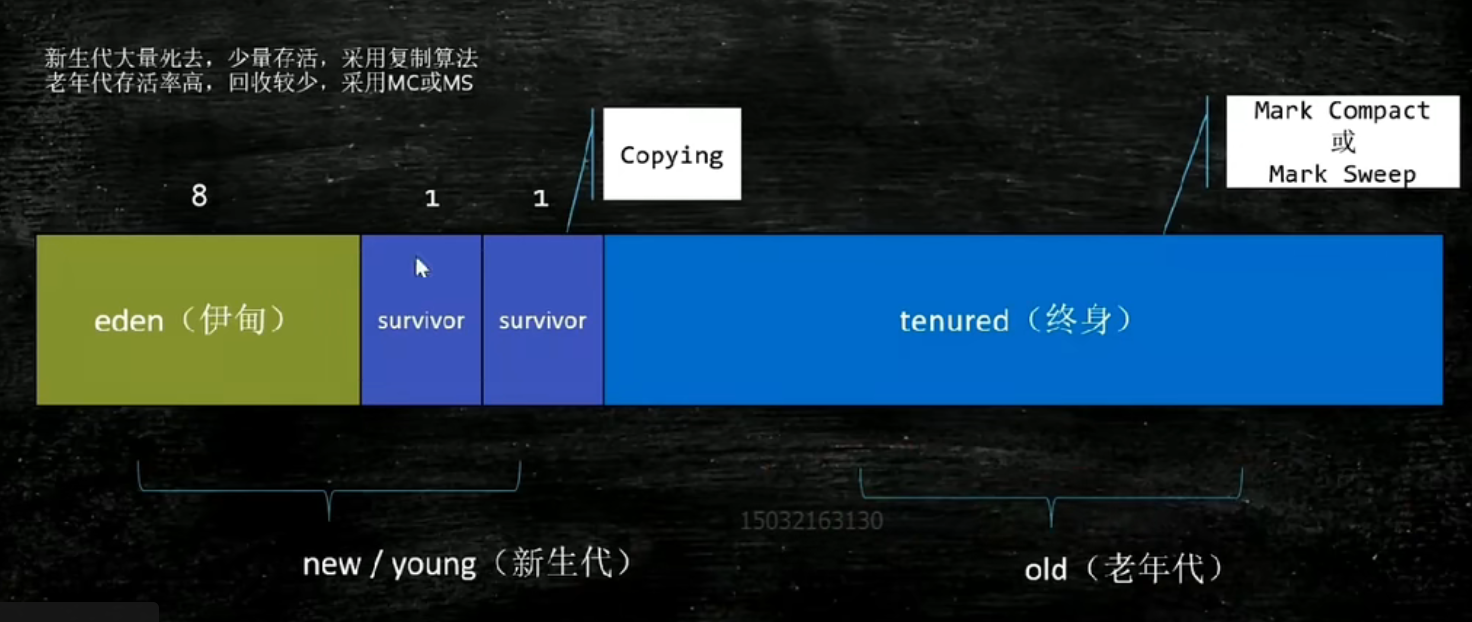 新生代大量死去，少量存活，采用复制算法
老年代存活率高，回收较少，采用MC或MS
Copying
Mark Compact
或
Mark Sweep
8
1
1
eden（伊甸）
survivor
survivor
tenured（终身）
15032163130
new / young（新生代）
old（老年代）